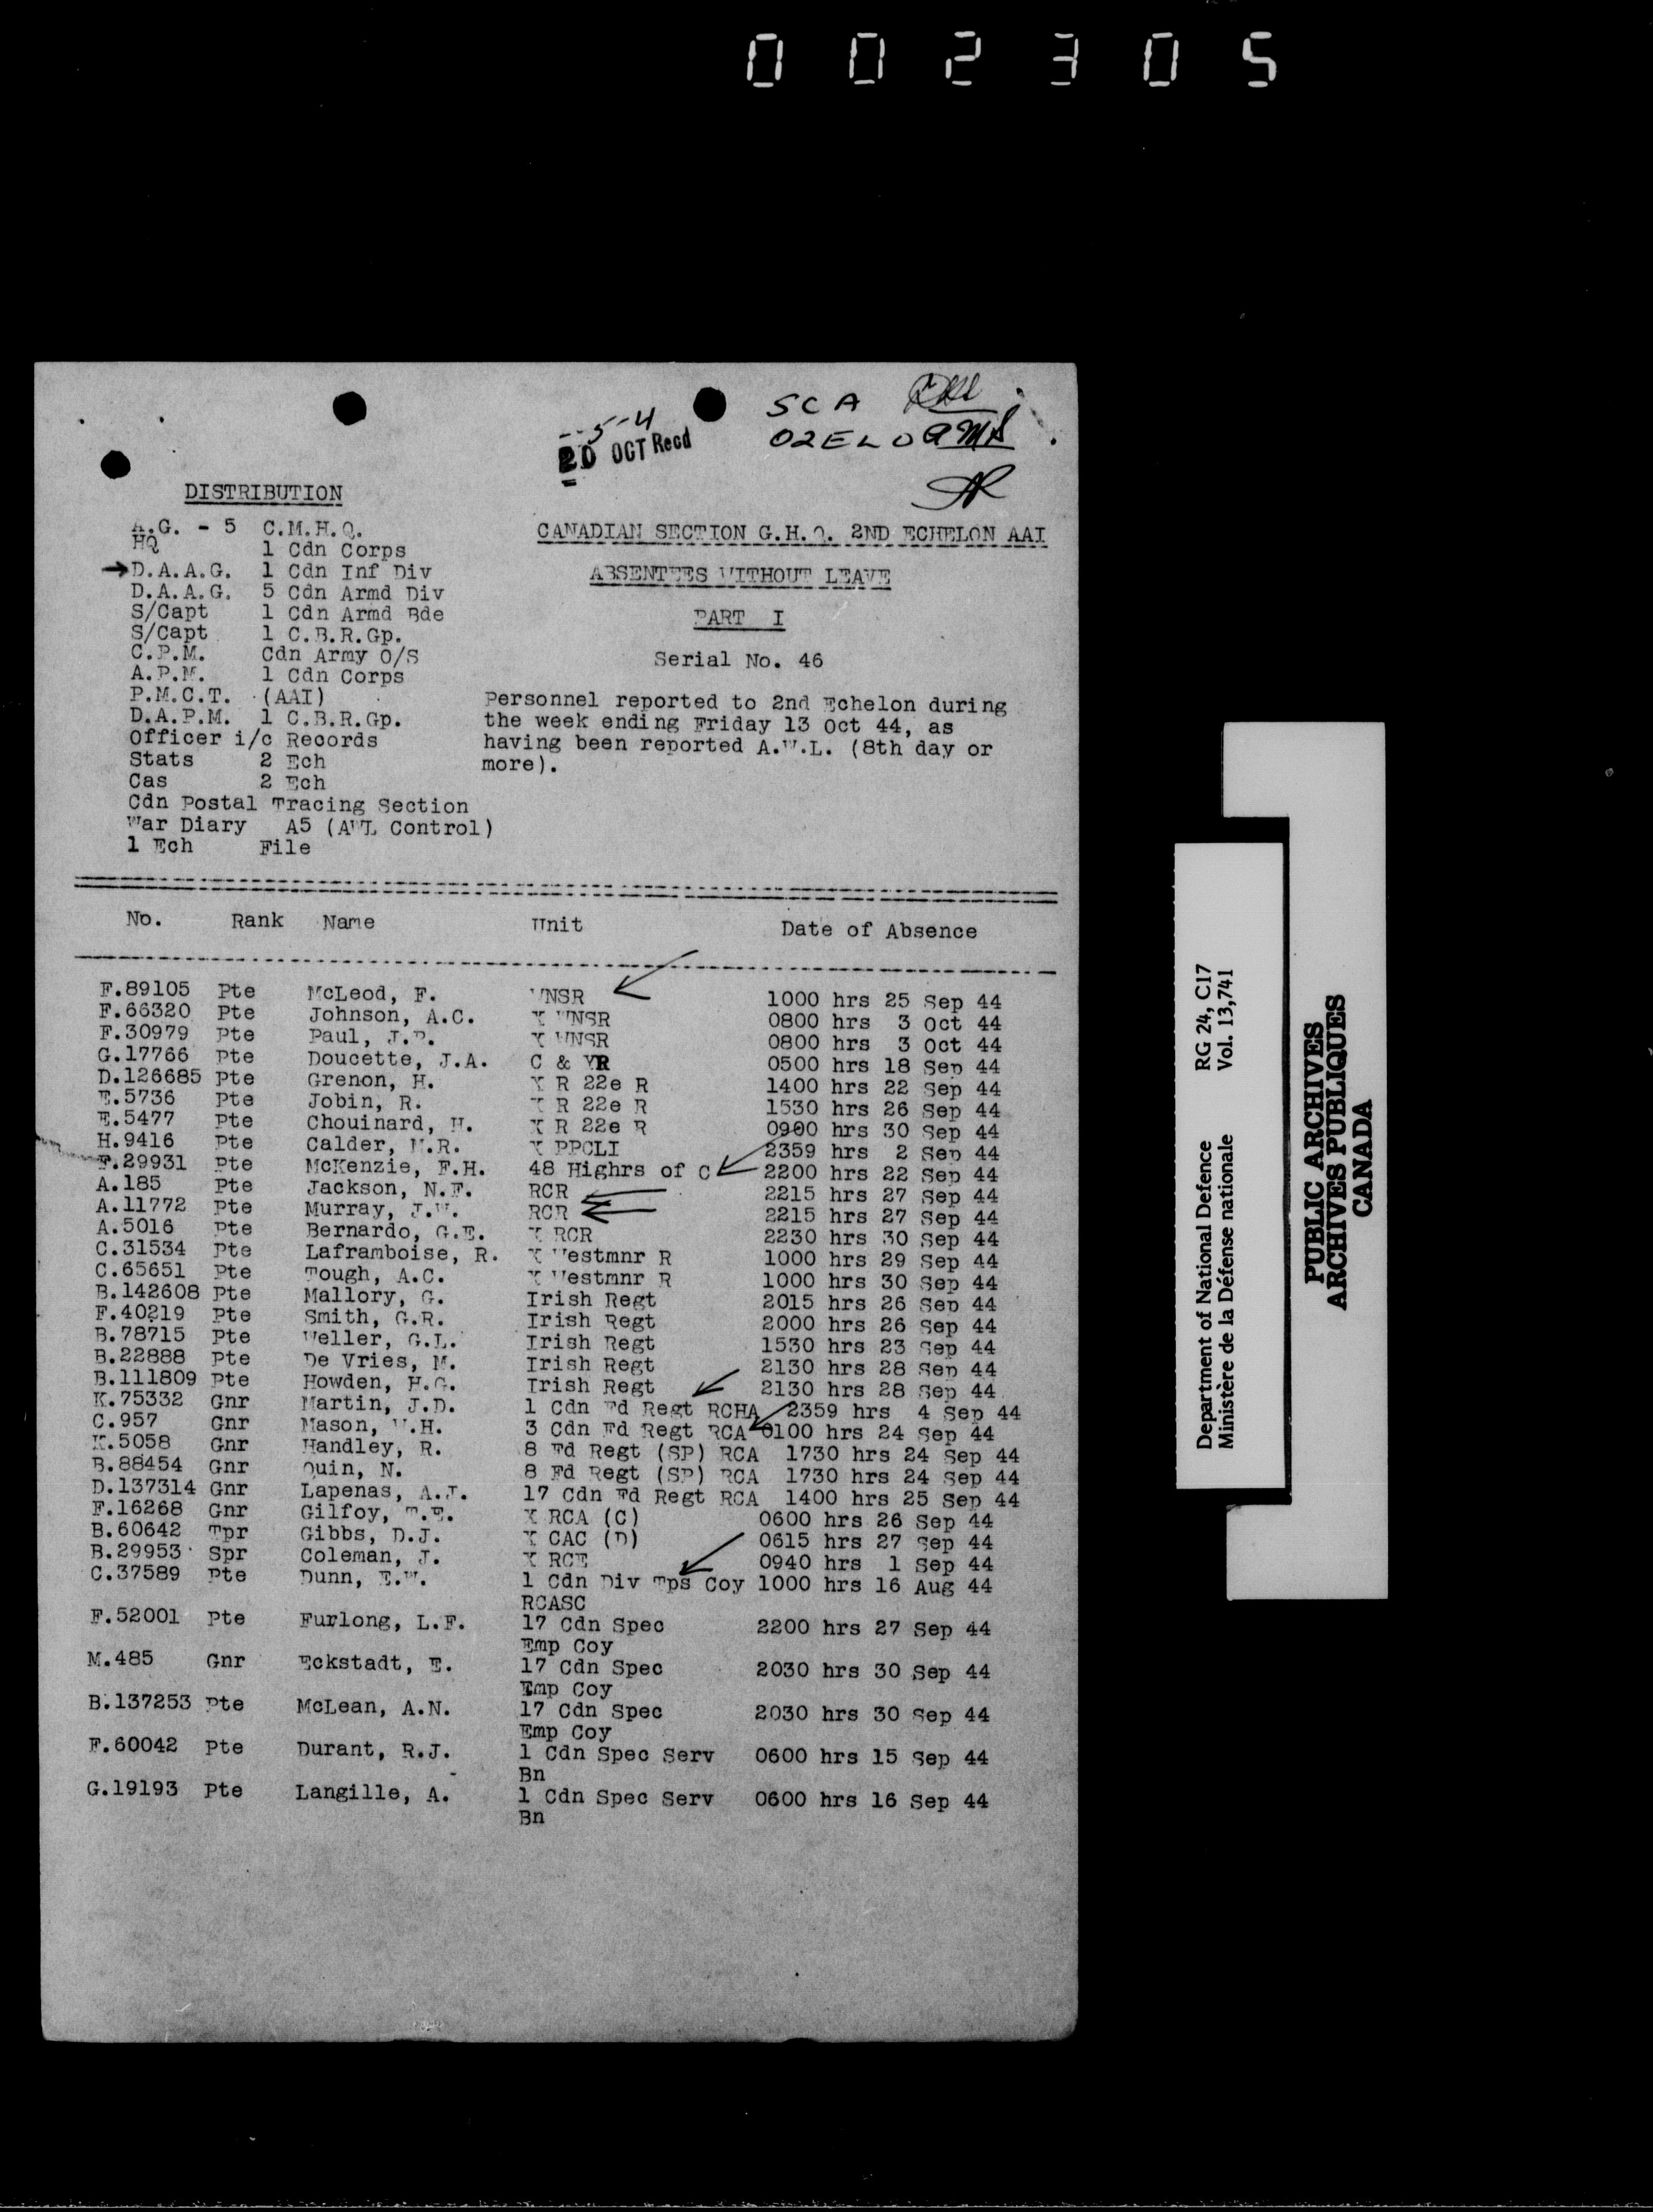 002305
SCA
O2ELO
--5-4
20 OCT Recd
DISTRIBUTION
A.G. - 5 C.M.H.Q.
HQ 1 Cdn Corps
→D.A.A.G. 1 Cdn Inf Div
D.A.A.G. 5 Cdn Armd Div
S/Capt 1 Cdn Armd Bde
S/Capt 1 C.B.R.Gp.
C.P.M. Cdn Army O/S
A.P.M. 1 Cdn Corps
P.M.C.T. (AAI)
D.A.P.M. 1 C.B.R.Gp.
Officer i/c Records
Stats 2 Ech
Cas 2 Ech
Cdn Postal Tracing Section
War Diary A5 (AWL Control)
1 Ech File
CANADIAN SECTION G.H.Q. 2ND ECHELON AAI
ABSENTEES WITHOUT LEAVE
PART I
Serial No. 46
Personnel reported to 2nd Echelon during
the week ending Friday 13 Oct 44, as
having been reported A.W.L. (8th day or
more).
No. Rank Name Unit Date of Absence
F.89105 Pte McLeod, F. WNSR 1000 hrs 25 Sep 44
F.66320 Pte Johnson, A.C. X WNSR 0800 hrs 3 Oct 44
F.30979 Pte Paul, J.P. X WNSR 0800 hrs 3 Oct 44
G.17766 Pte Doucette, J.A. C & YR 0500 hrs 18 Sep 44
D.126685 Pte Grenon, H. X R 22e R 1400 hrs 22 Sep 44
E.5736 Pte Jobin, R. X R 22e R 1530 hrs 26 Sep 44
E.5477 Pte Chouinard, X R 22e R 0900 hrs 30 Sep 44
H.9416 Pte Calder, X PPCLI 2359 hrs 2 Sep 44
F.29931 Pte McKenzie, F.H. 48 Highrs of C 2200 hrs 22 Sep 44
A.185 Pte Jackson, N.F. RCR 2215 hrs 27 Sep 44
A.11772 Pte Murray, J.W. RCR 2215 hrs 27 Sep 44
A.5016 Pte Bernardo, G.E. X RCR 2230 hrs 30 Sep 44
C.31534 Pte Laframboise, R. X Westmnr R 1000 hrs 29 Sep 44
C.65651 Pte Tough, A.C. X Westmnr R 1000 hrs 30 Sep 44
B.142608 Pte Mallory, G. Irish Regt 2015 hrs 26 Sep 44
F.40219 Pte Smith, G.R. Irish Regt 2000 hrs 26 Sep 44
B.78715 Pte Weller, G.L. Irish Regt 1530 hrs 23 Sep 44
B.22888 Pte De Vries, M. Irish Regt 2130 hrs 28 Sep 44
B.111809 Pte Howden, H.G. Irish Regt 2130 hrs 28 Sep 44
K.75332 Gnr Martin, J.D. 1 Cdn Fd Regt RCHA 2359 hrs 4 Sep 44
C.957 Gnr Mason, W.H. 3 Cdn Fd Regt RCA 0100 hrs 24 Sep 44
K.5058 Gnr Handley, R. 8 Fd Regt (SP) RCA 1730 hrs 24 Sep 44
B.88454 Gnr Quin, N. 8 Fd Regt (SP) RCA 1730 hrs 24 Sep 44
D.137314 Gnr Lapenas, A.J. 17 Cdn Fd Regt RCA 1400 hrs 25 Sep 44
F.16268 Gnr Gilfoy, T.E. X RCA (C) 0600 hrs 26 Sep 44
B.60642 Tpr Gibbs, D.J. X CAC (D) 0615 hrs 27 Sep 44
B.29953 Spr Coleman, J. X RCE 0940 hrs 1 Sep 44
C.37589 Pte Dunn, E.W. 1 Cdn Div Tps Coy 1000 hrs 16 Aug 44
RCASC
F.52001 Pte Furlong, L.F. 17 Cdn Spec 2200 hrs 27 Sep 44
Emp Coy
M.485 Gnr Eckstadt, E. 17 Cdn Spec 2030 hrs 30 Sep 44
Emp Coy
B.137253 Pte McLean, A.N. 17 Cdn Spec 2030 hrs 30 Sep 44
Emp Coy
F.60042 Pte Durant, R.J. 1 Cdn Spec Serv 0600 hrs 15 Sep 44
Bn
G.19193 Pte Langille, A. 1 Cdn Spec Serv 0600 hrs 16 Sep 44
Bn
Department of National Defence RG 24, C17
Ministère de la Défense nationale Vol. 13,741
PUBLIC ARCHIVES
ARCHIVES PUBLIQUES
CANADA